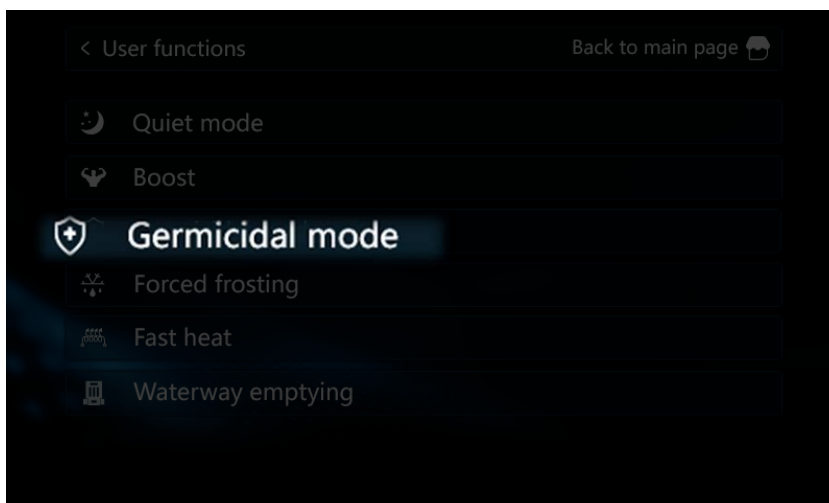 < User functions
Back to main page
Quiet mode
Boost
Germicidal mode
Forced frosting
Fast heat
Waterway emptying